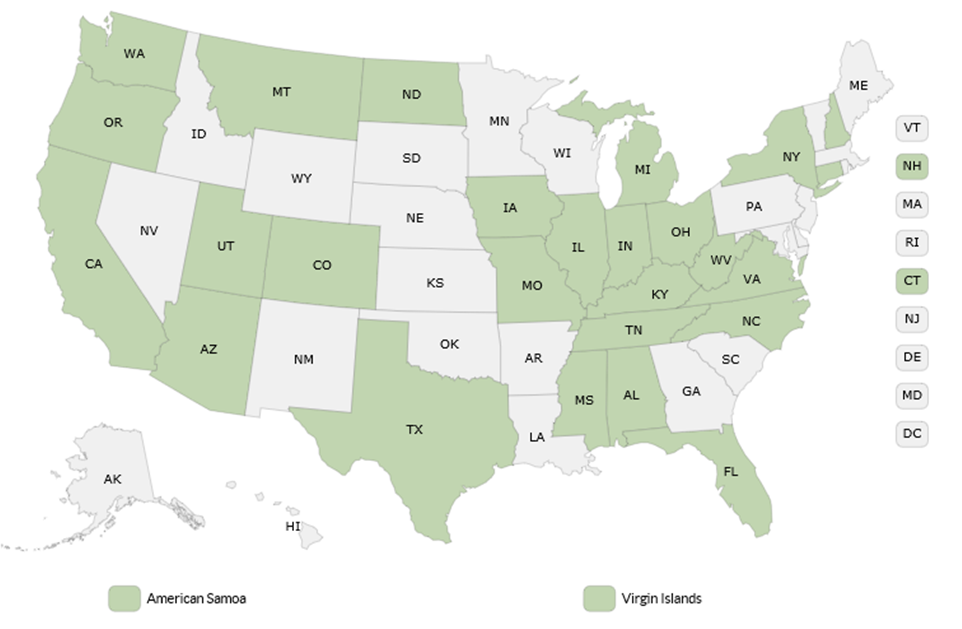 WA
MT
ND
ME
MN
OR
VT
ID
WI
SD
NY
NH
MI
WY
MA
IA
PA
NE
NV
OH
RI
UT
IN
IL
WV
CA
CO
VA
CT
KS
MO
KY
NC
NJ
TN
OK
AZ
NM
AR
SC
DE
GA
MS
AL
MD
TX
LA
DC
FL
AK
HI
American Samoa
Virgin Islands